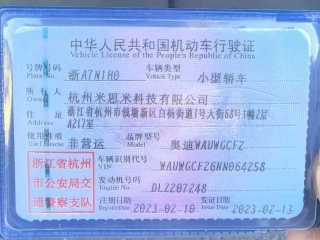 中华人民共和国机动车行驶证
Vehicle License of the People's Republic of China
号牌号码 浙A7N1H0 车辆类型 小型轿车
Plate No. Vehicle Type
所有人 杭州米思米科技有限公司
Owner
住址 浙江省杭州市钱塘新区白杨街道1号大街68号1幢2层
Address A217室
使用性质 非营运 品牌型号 奥迪WAUWGCF2
Use Character Model
浙江省杭州
市公安局交
通警察支队
车辆识别代号 WAUWGCF26NN064258
VIN
发动机号码 DLZZ07248
Engine No.
注册日期 2023-02-10 发证日期 2023-02-13
Register Date Issue Date